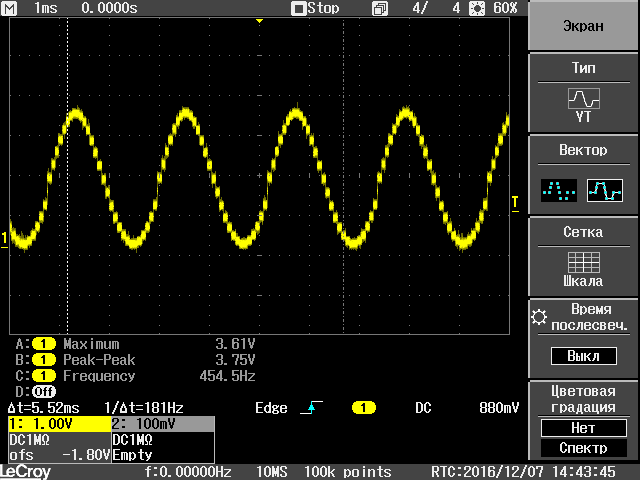 M 1ms 0.0000s Stop 4/ 4 60%
Экран
Тип
YT
Вектор
Сетка
Шкала
Время
послесвеч.
Выкл
Цветовая
градация
Нет
Спектр
T
1
A: 1 Maximum 3.61V
B: 1 Peak-Peak 3.75V
C: 1 Frequency 454.5Hz
D: Off
Δt=5.52ms 1/Δt=181Hz Edge 1 DC 880mV
1: 1.00V 2: 100mV
DC1MΩ DC1MΩ
ofs -1.80V Empty
LeCroy f:0.00000Hz 10MS 100k points RTC:2016/12/07 14:43:45